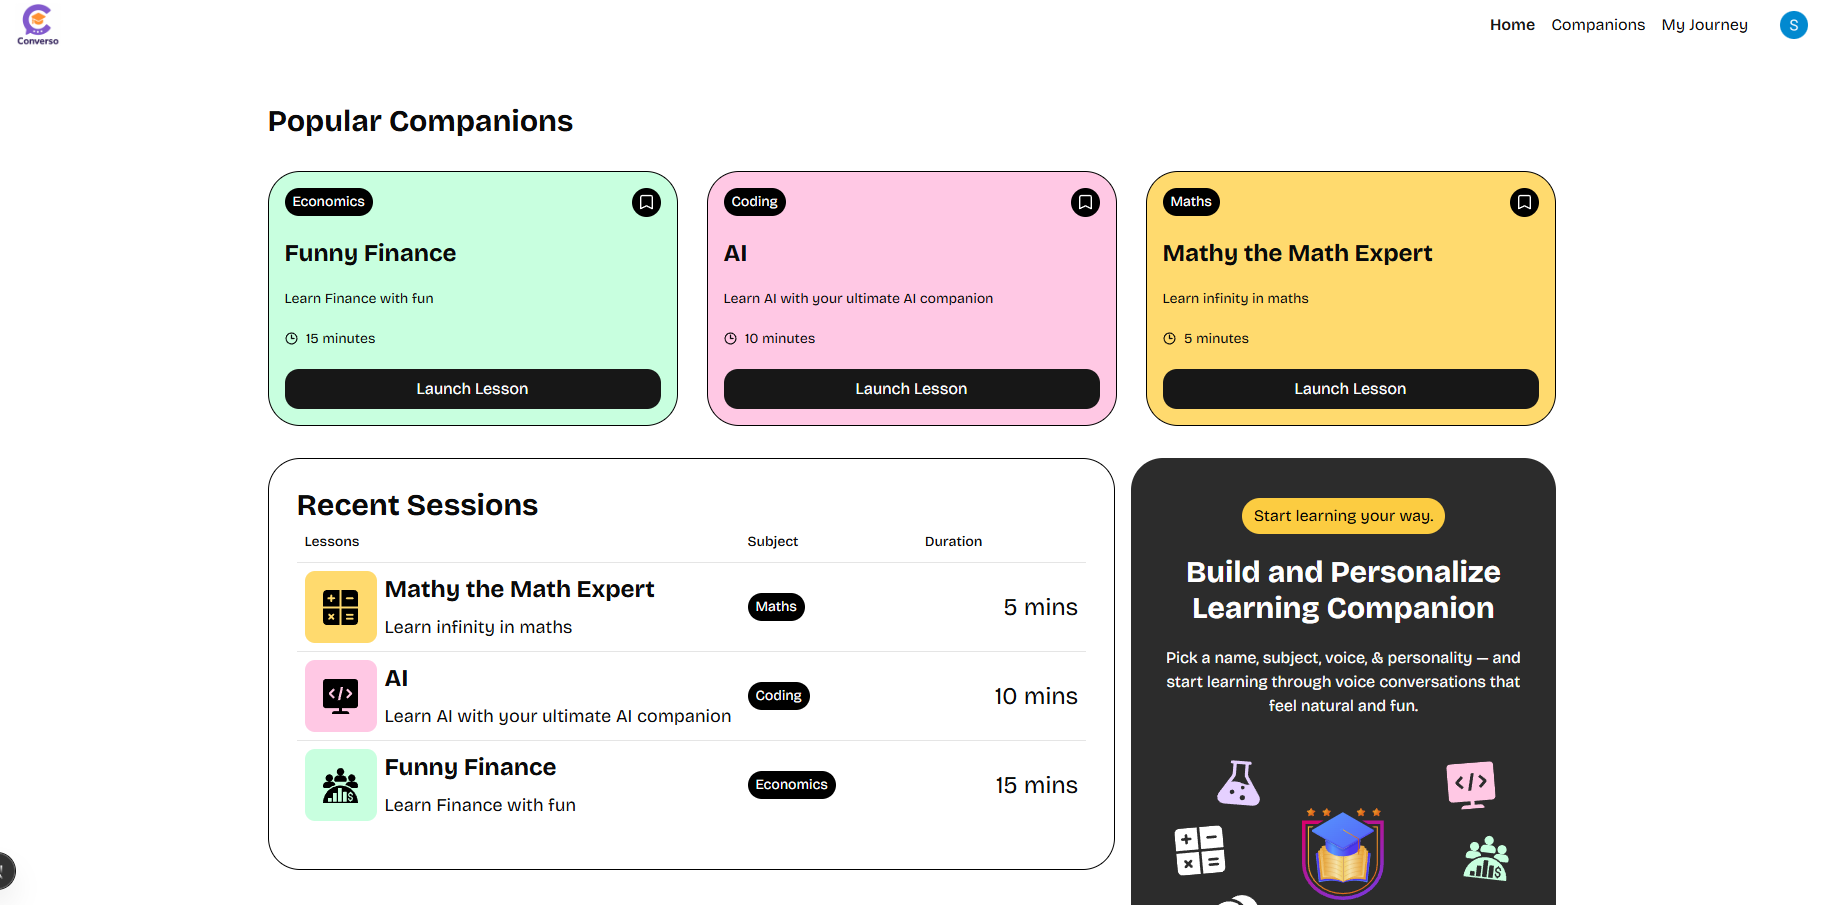 Converso
Home
Companions
My Journey
S
Popular Companions
Economics
Funny Finance
Learn Finance with fun
15 minutes
Launch Lesson
Coding
AI
Learn AI with your ultimate AI companion
10 minutes
Launch Lesson
Maths
Mathy the Math Expert
Learn infinity in maths
5 minutes
Launch Lesson
Recent Sessions
Lessons Subject Duration
Mathy the Math Expert
Learn infinity in maths
Maths
5 mins
AI
Learn AI with your ultimate AI companion
Coding
10 mins
Funny Finance
Learn Finance with fun
Economics
15 mins
Start learning your way.
Build and Personalize
Learning Companion
Pick a name, subject, voice, & personality — and
start learning through voice conversations that
feel natural and fun.